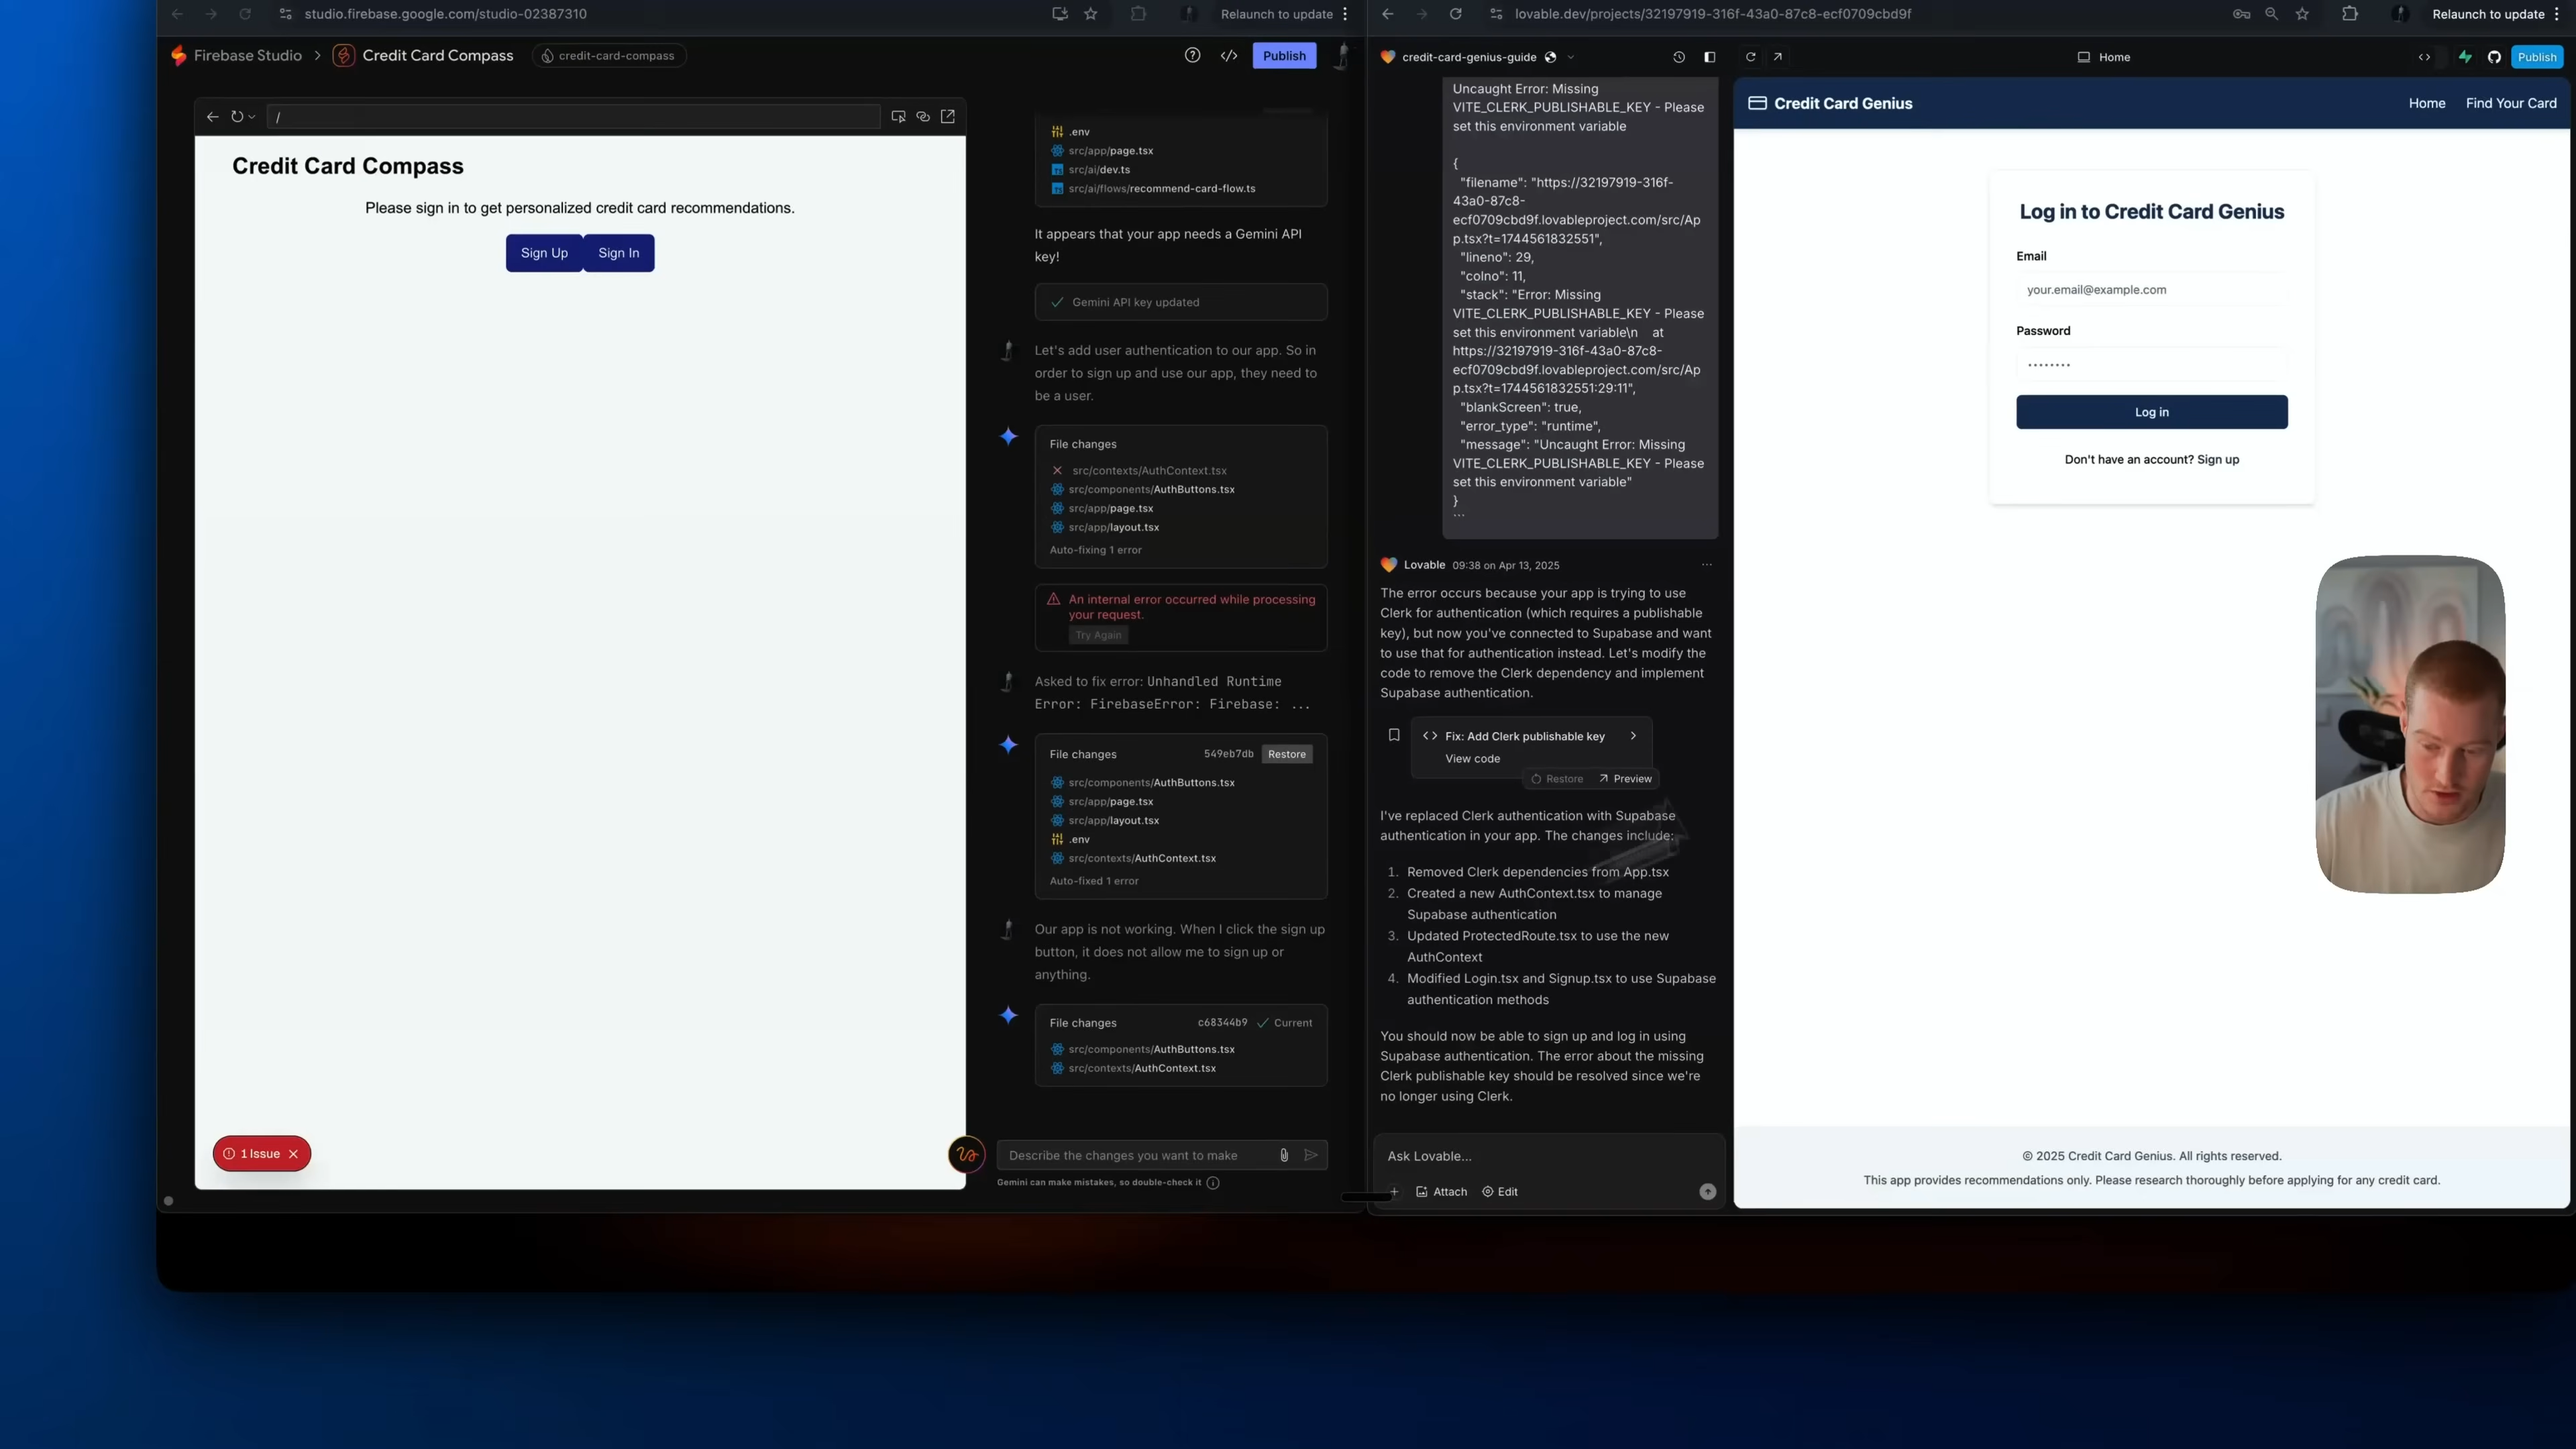 studio.firebase.google.com/studio-02387310
Relaunch to update
Firebase Studio > Credit Card Compass
credit-card-compass
Publish
/
Credit Card Compass
Please sign in to get personalized credit card recommendations.
Sign Up
Sign In
1 Issue
.env
src/app/page.tsx
src/ai/dev.ts
src/ai/flows/recommend-card-flow.ts
It appears that your app needs a Gemini API
key!
Gemini API key updated
Let's add user authentication to our app. So in
order to sign up and use our app, they need to
be a user.
File changes
src/contexts/AuthContext.tsx
src/components/AuthButtons.tsx
src/app/page.tsx
src/app/layout.tsx
Auto-fixing 1 error
An internal error occurred while processing
your request.
Try Again
Asked to fix error: Unhandled Runtime
Error: FirebaseError: Firebase: ...
File changes 549eb7db Restore
src/components/AuthButtons.tsx
src/app/page.tsx
src/app/layout.tsx
.env
src/contexts/AuthContext.tsx
Auto-fixed 1 error
Our app is not working. When I click the sign up
button, it does not allow me to sign up or
anything.
File changes c68344b9 Current
src/components/AuthButtons.tsx
src/contexts/AuthContext.tsx
Describe the changes you want to make
Gemini can make mistakes, so double-check it
lovable.dev/projects/32197919-316f-43a0-87c8-ecf0709cbd9f
Relaunch to update
credit-card-genius-guide
Home
Publish
Uncaught Error: Missing
VITE_CLERK_PUBLISHABLE_KEY - Please
set this environment variable
{
"filename": "https://32197919-316f-
43a0-87c8-
ecf0709cbd9f.lovableproject.com/src/Ap
p.tsx?t=1744561832551",
"lineno": 29,
"colno": 11,
"stack": "Error: Missing
VITE_CLERK_PUBLISHABLE_KEY - Please
set this environment variable\n at
https://32197919-316f-43a0-87c8-
ecf0709cbd9f.lovableproject.com/src/Ap
p.tsx?t=1744561832551:29:11",
"blankScreen": true,
"error_type": "runtime",
"message": "Uncaught Error: Missing
VITE_CLERK_PUBLISHABLE_KEY - Please
set this environment variable"
}
```
Lovable 09:38 on Apr 13, 2025
The error occurs because your app is trying to use
Clerk for authentication (which requires a publishable
key), but now you've connected to Supabase and want
to use that for authentication instead. Let's modify the
code to remove the Clerk dependency and implement
Supabase authentication.
Fix: Add Clerk publishable key
View code
Restore Preview
I've replaced Clerk authentication with Supabase
authentication in your app. The changes include:
1. Removed Clerk dependencies from App.tsx
2. Created a new AuthContext.tsx to manage
Supabase authentication
3. Updated ProtectedRoute.tsx to use the new
AuthContext
4. Modified Login.tsx and Signup.tsx to use Supabase
authentication methods
You should now be able to sign up and log in using
Supabase authentication. The error about the missing
Clerk publishable key should be resolved since we're
no longer using Clerk.
Ask Lovable...
Attach Edit
Credit Card Genius
Home Find Your Card
Log in to Credit Card Genius
Email
your.email@example.com
Password
••••••••
Log in
Don't have an account? Sign up
© 2025 Credit Card Genius. All rights reserved.
This app provides recommendations only. Please research thoroughly before applying for any credit card.